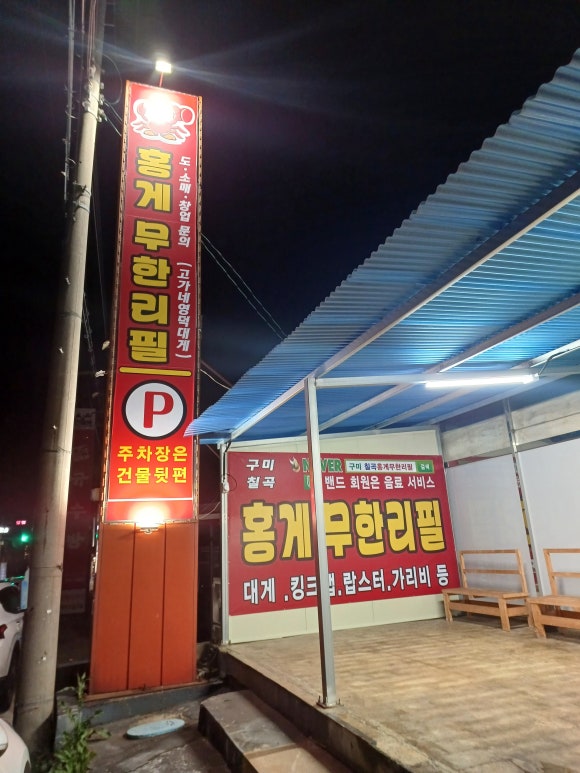 홍게 무한리필
도·소매·창업 문의 (고가네영덕대게)
P
주차장은
건물뒷편
구미
칠곡
NAVER
구미 칠곡홍게무한리필
검색
밴드 회원은 음료 서비스
홍게무한리필
대게.킹크랩.랍스터.가리비 등